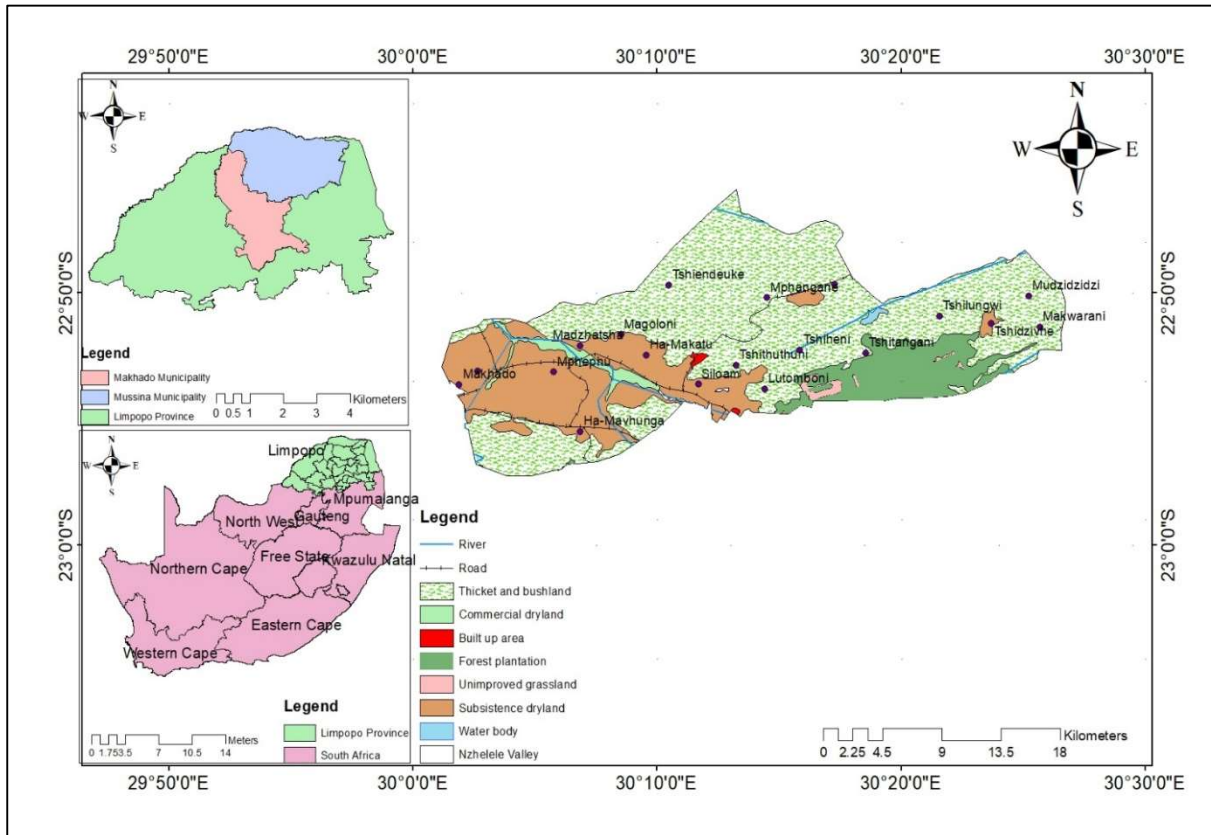 29°50'0"E 30°00'0"E 30°10'0"E 30°20'0"E 30°30'0"E
N
W E
S
Legend
Makhado Municipality
Mussina Municipality
Limpopo Province
0 0.5 1 2 3 4 Kilometers
N
W E
S
Limpopo
Mpumalanga
Gauteng
North West
Free State
Kwazulu Natal
Northern Cape
Eastern Cape
Western Cape
Legend
Limpopo Province
South Africa
Meters
0 1.75 3.5 7 10.5 14
N
W E
S
Tshiendeuke
Mphangane
Mudzidzidzi
Tshilungwi
Makwarani
Tshidzivhe
Magoloni
Madzhatsha
Ha-Makatu
Tshiheni
Tshitangani
Tshithuthuni
Mphephu
Makhado
Siloam
Lutomboni
Ha-Mavhunga
Legend
River
Road
Thicket and bushland
Commercial dryland
Built up area
Forest plantation
Unimproved grassland
Subsistence dryland
Water body
Nzhelele Valley
Kilometers
0 2.25 4.5 9 13.5 18
22°50'0"S
23°0'0"S
22°50'0"S
23°0'0"S
29°50'0"E 30°00'0"E 30°10'0"E 30°20'0"E 30°30'0"E